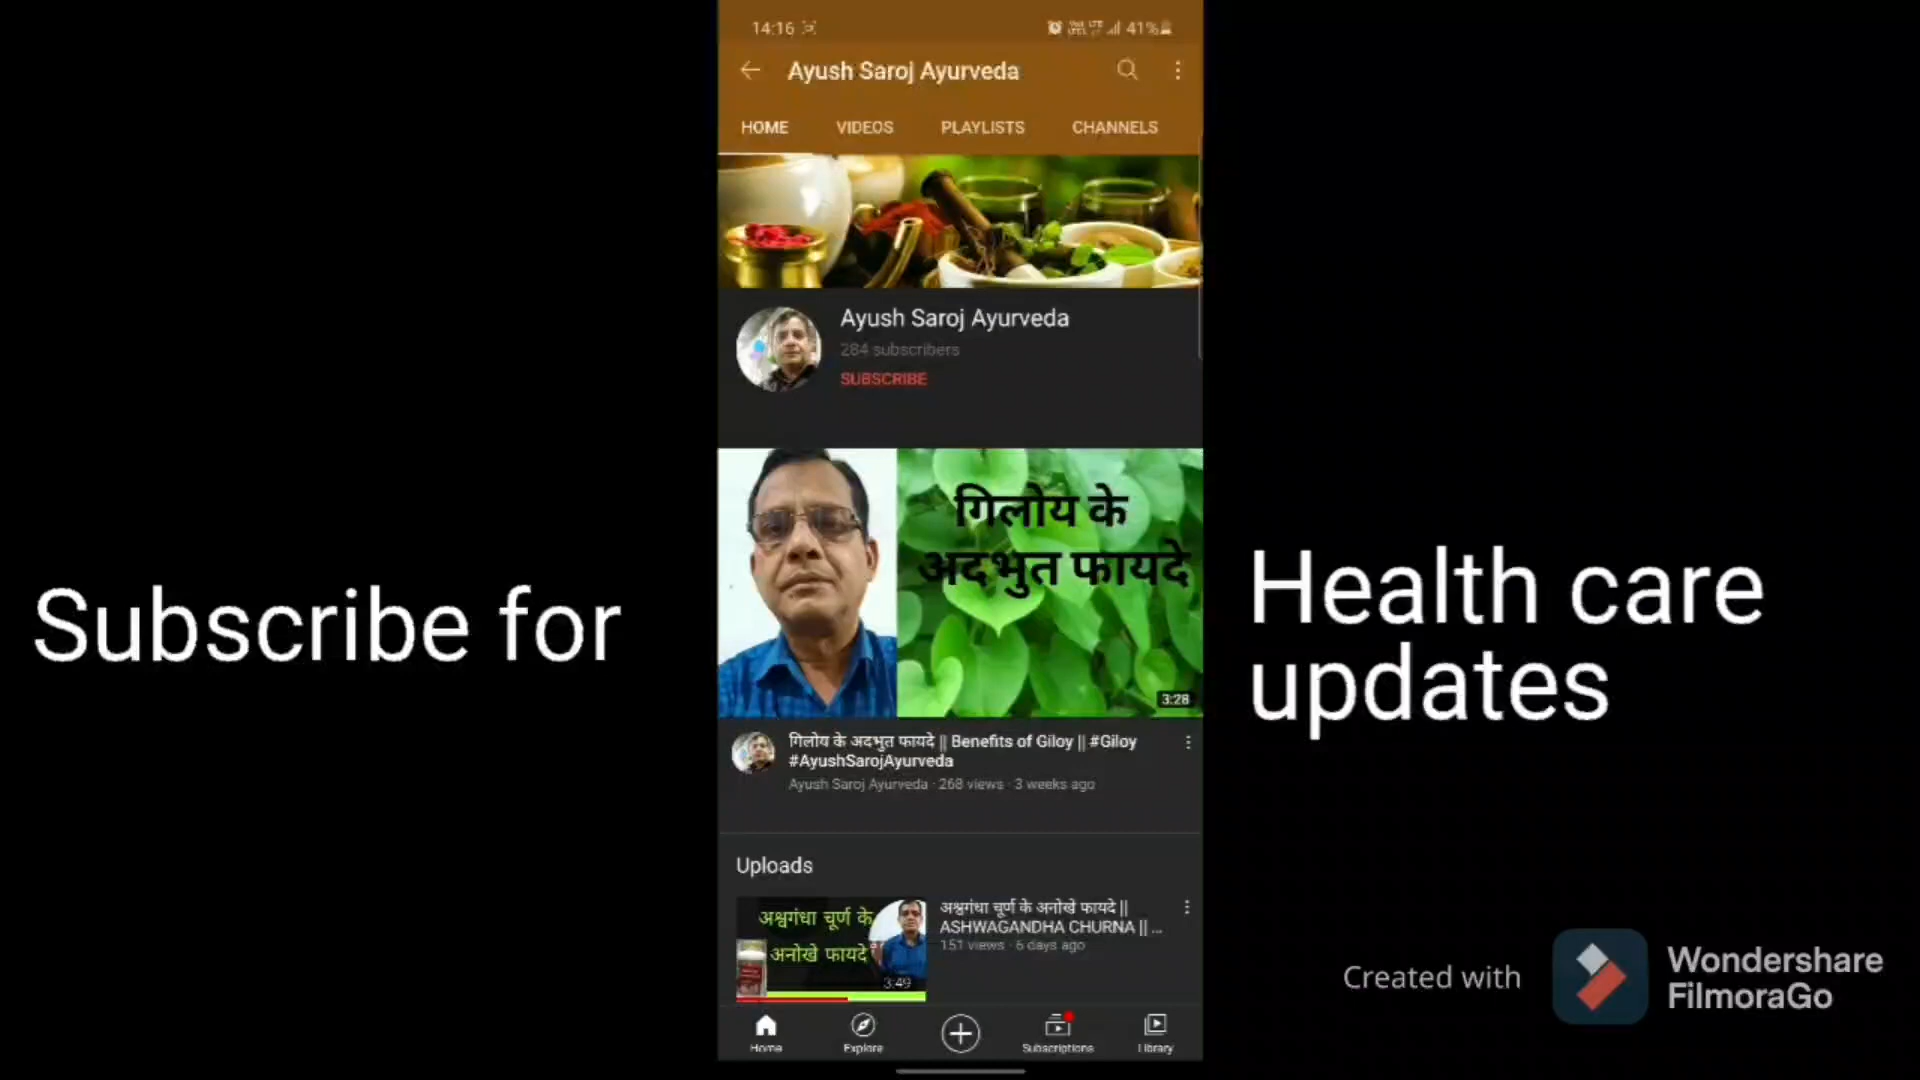 14:16
41%
Ayush Saroj Ayurveda
HOME VIDEOS PLAYLISTS CHANNELS
Ayush Saroj Ayurveda
284 subscribers
SUBSCRIBE
गिलोय के
अदभुत फायदे
3:28
Subscribe for
Health care
updates
गिलोय के अदभुत फायदे || Benefits of Giloy || #Giloy
#AyushSarojAyurveda
Ayush Saroj Ayurveda · 268 views · 3 weeks ago
Uploads
अश्वगंधा चूर्ण के
अनोखे फायदे
3:49
अश्वगंधा चूर्ण के अनोखे फायदे ||
ASHWAGANDHA CHURNA || ...
151 views · 6 days ago
Home Explore Subscriptions Library
Created with
Wondershare
FilmoraGo